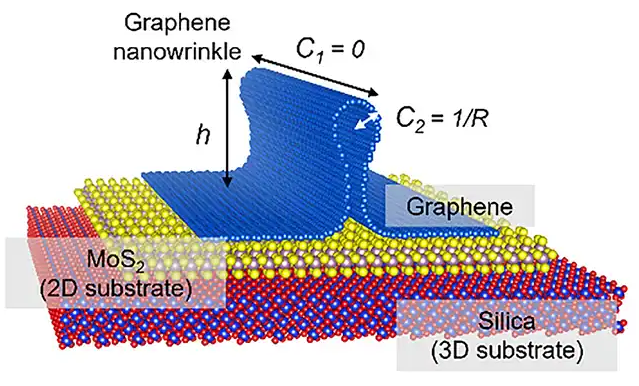 Graphene
nanowrinkle
C₁ = 0
h
C₂ = 1/R
Graphene
MoS₂
(2D substrate)
Silica
(3D substrate)